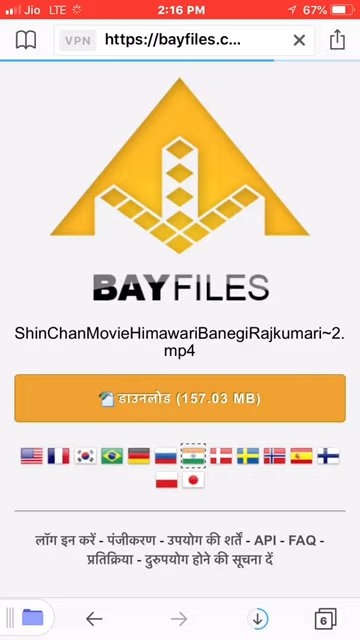 Jio LTE 2:16 PM 67%
VPN https://bayfiles.c...
BAYFILES
ShinChanMovieHimawariBanegiRajkumari~2.
mp4
डाउनलोड (157.03 MB)
लॉग इन करें - पंजीकरण - उपयोग की शर्तें - API - FAQ -
प्रतिक्रिया - दुरुपयोग होने की सूचना दें
6